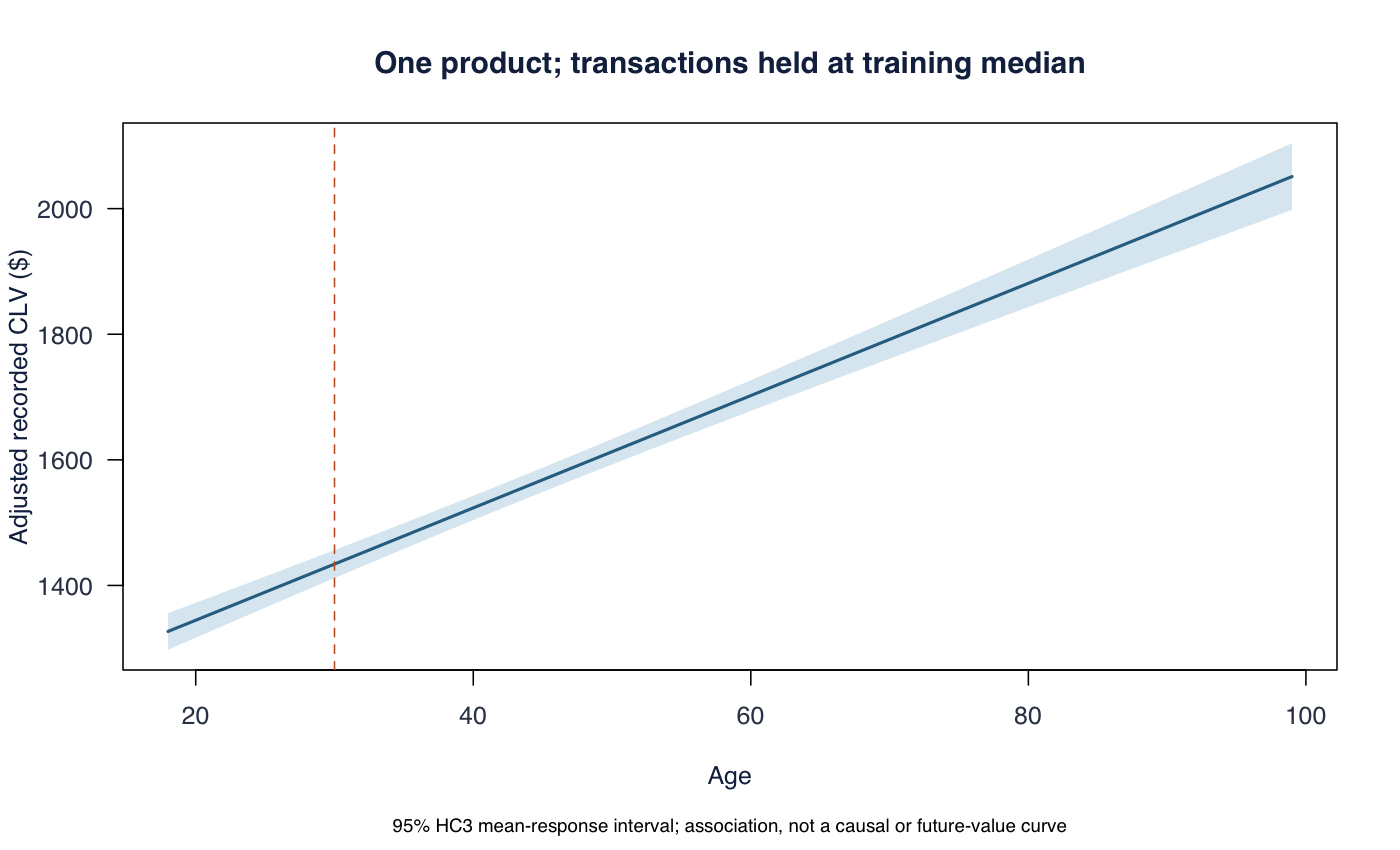 One product; transactions held at training median
Adjusted recorded CLV ($)
2000
1800
1600
1400
20 40 60 80 100
Age
95% HC3 mean-response interval; association, not a causal or future-value curve